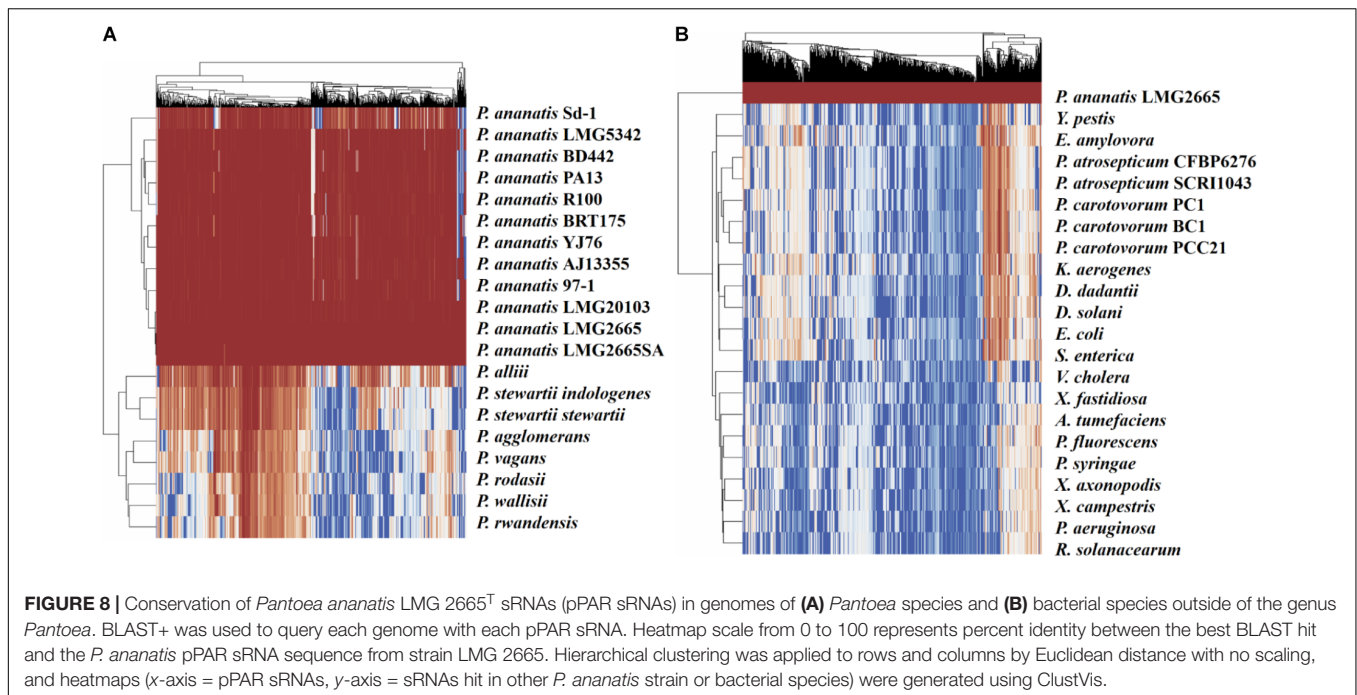 A
P. ananatis Sd-1
P. ananatis LMG5342
P. ananatis BD442
P. ananatis PA13
P. ananatis R100
P. ananatis BRT175
P. ananatis YJ76
P. ananatis AJ13355
P. ananatis 97-1
P. ananatis LMG20103
P. ananatis LMG2665
P. ananatis LMG2665SA
P. alliii
P. stewartii indologenes
P. stewartii stewartii
P. agglomerans
P. vagans
P. rodasii
P. wallisii
P. rwandensis
B
P. ananatis LMG2665
Y. pestis
E. amylovora
P. atrosepticum CFBP6276
P. atrosepticum SCRI1043
P. carotovorum PC1
P. carotovorum BC1
P. carotovorum PCC21
K. aerogenes
D. dadantii
D. solani
E. coli
S. enterica
V. cholera
X. fastidiosa
A. tumefaciens
P. fluorescens
P. syringae
X. axonopodis
X. campestris
P. aeruginosa
R. solanacearum
FIGURE 8 | Conservation of Pantoea ananatis LMG 2665ᵀ sRNAs (pPAR sRNAs) in genomes of (A) Pantoea species and (B) bacterial species outside of the genus
Pantoea. BLAST+ was used to query each genome with each pPAR sRNA. Heatmap scale from 0 to 100 represents percent identity between the best BLAST hit
and the P. ananatis pPAR sRNA sequence from strain LMG 2665. Hierarchical clustering was applied to rows and columns by Euclidean distance with no scaling,
and heatmaps (x-axis = pPAR sRNAs, y-axis = sRNAs hit in other P. ananatis strain or bacterial species) were generated using ClustVis.